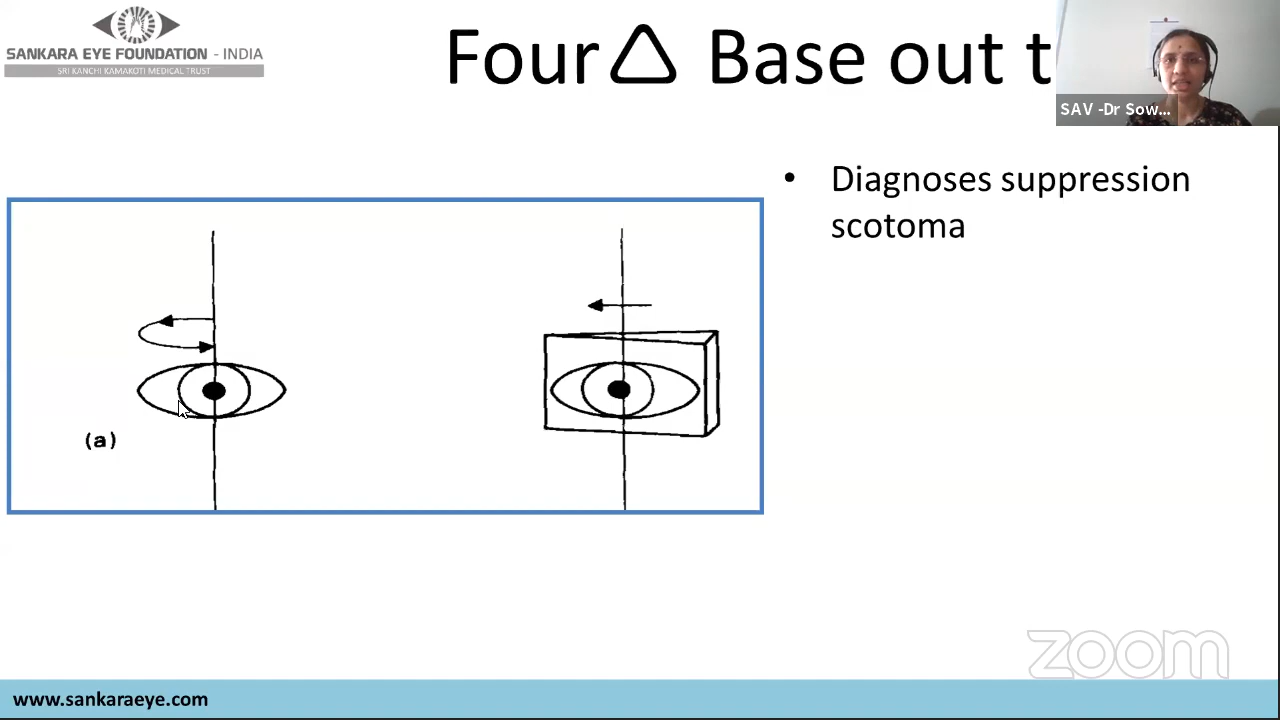 SANKARA EYE FOUNDATION - INDIA
SRI KANCHI KAMAKOTI MEDICAL TRUST
Four△ Base out t
SAV -Dr Sow...
• Diagnoses suppression
scotoma
(a)
zoom
www.sankaraeye.com